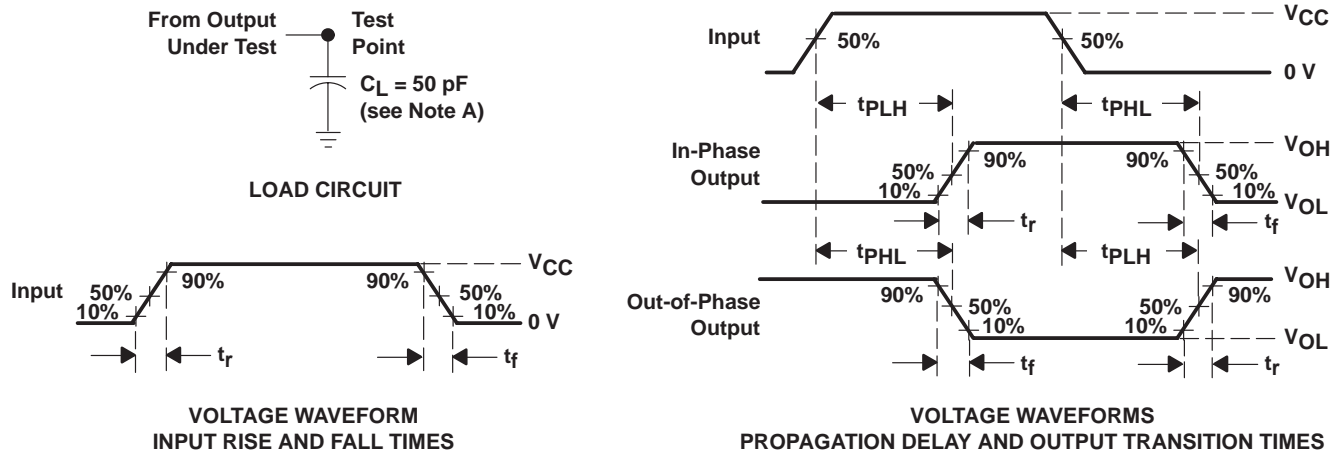 From Output
Under Test
Test
Point
CL = 50 pF
(see Note A)
LOAD CIRCUIT
Input
50%
10%
90%
90%
50%
10%
VCC
0 V
tr
tf
VOLTAGE WAVEFORM
INPUT RISE AND FALL TIMES
Input
50%
50%
VCC
0 V
tPLH
tPHL
In-Phase
Output
50%
10%
90%
90%
50%
10%
VOH
VOL
tr
tf
tPHL
tPLH
Out-of-Phase
Output
90%
50%
10%
50%
10%
90%
VOH
VOL
tf
tr
VOLTAGE WAVEFORMS
PROPAGATION DELAY AND OUTPUT TRANSITION TIMES